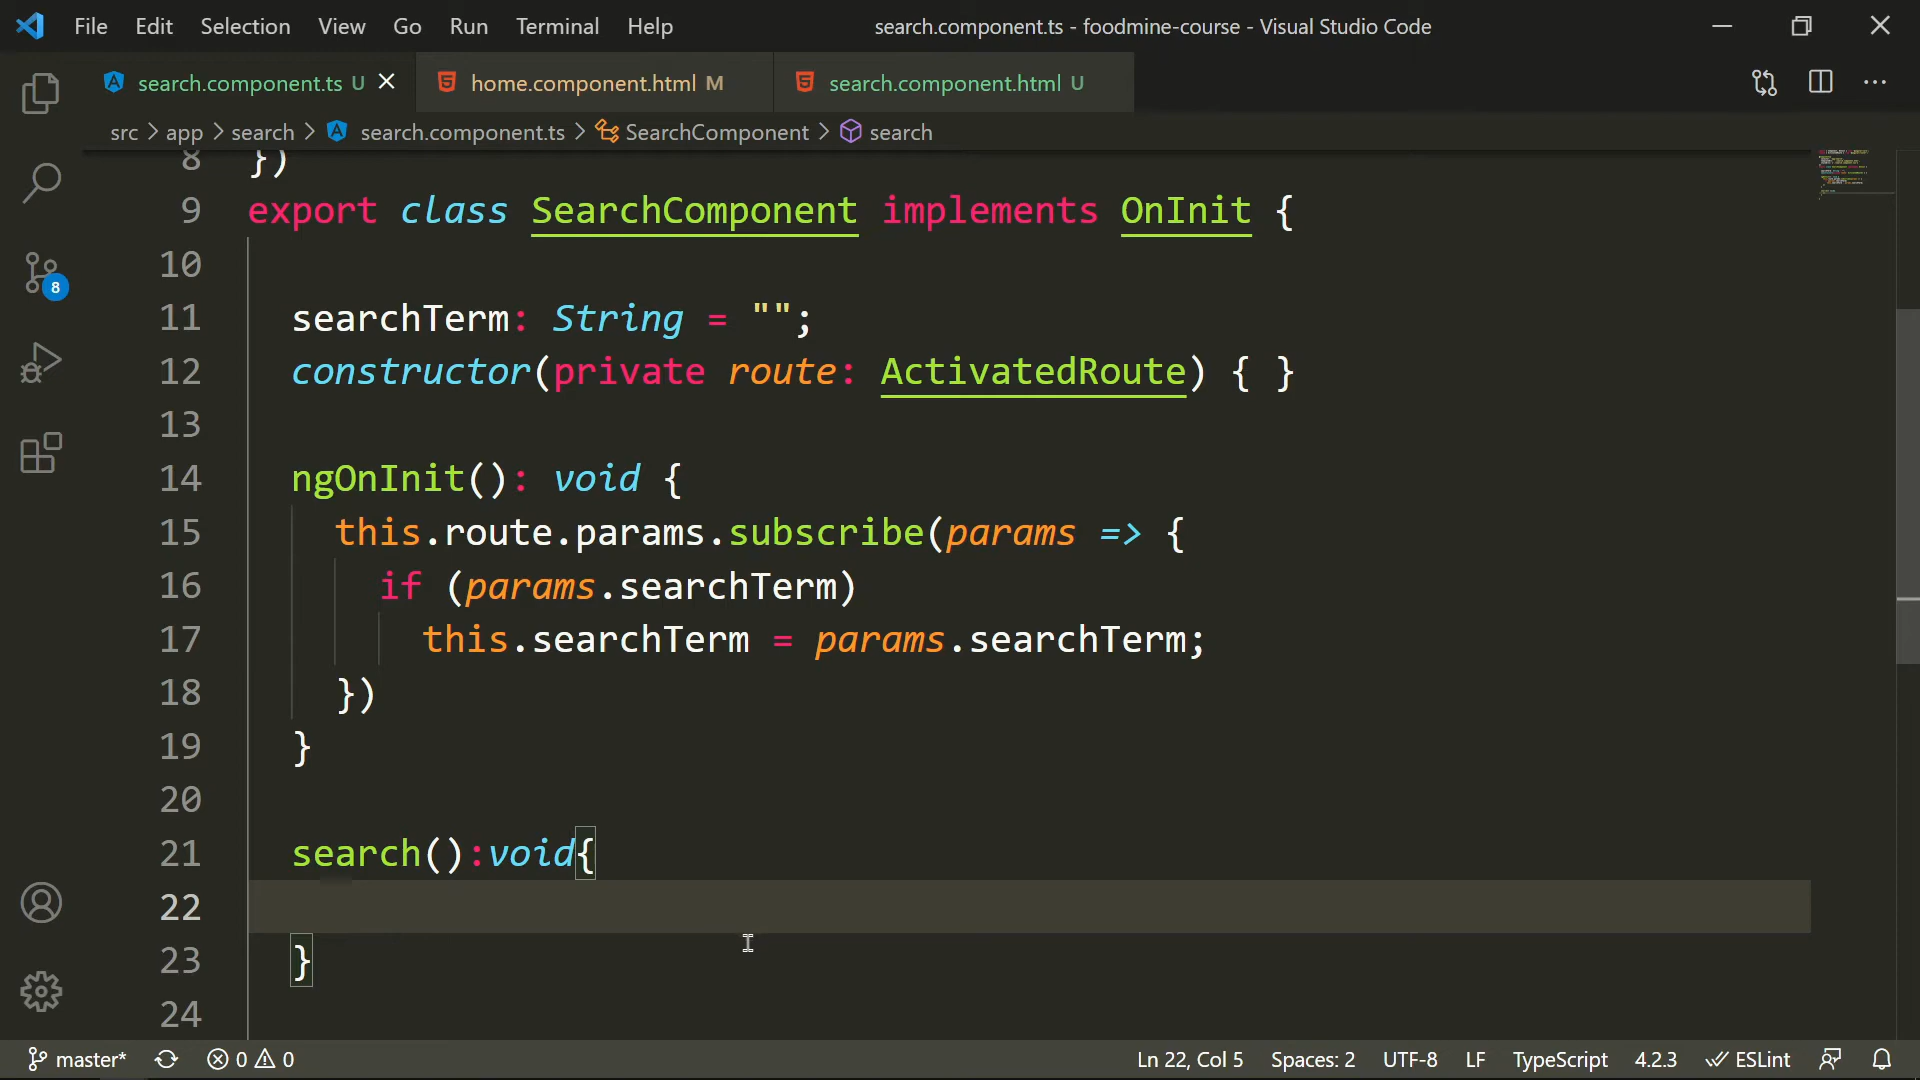 File Edit Selection View Go Run Terminal Help search.component.ts - foodmine-course - Visual Studio Code
search.component.ts U home.component.html M search.component.html U
src > app > search > search.component.ts > SearchComponent > search
8 })
9 export class SearchComponent implements OnInit {
10
11 searchTerm: String = "";
12 constructor(private route: ActivatedRoute) { }
13
14 ngOnInit(): void {
15 this.route.params.subscribe(params => {
16 if (params.searchTerm)
17 this.searchTerm = params.searchTerm;
18 })
19 }
20
21 search():void{
22
23 }
24
8
master* 0 0 Ln 22, Col 5 Spaces: 2 UTF-8 LF TypeScript 4.2.3 ESLint